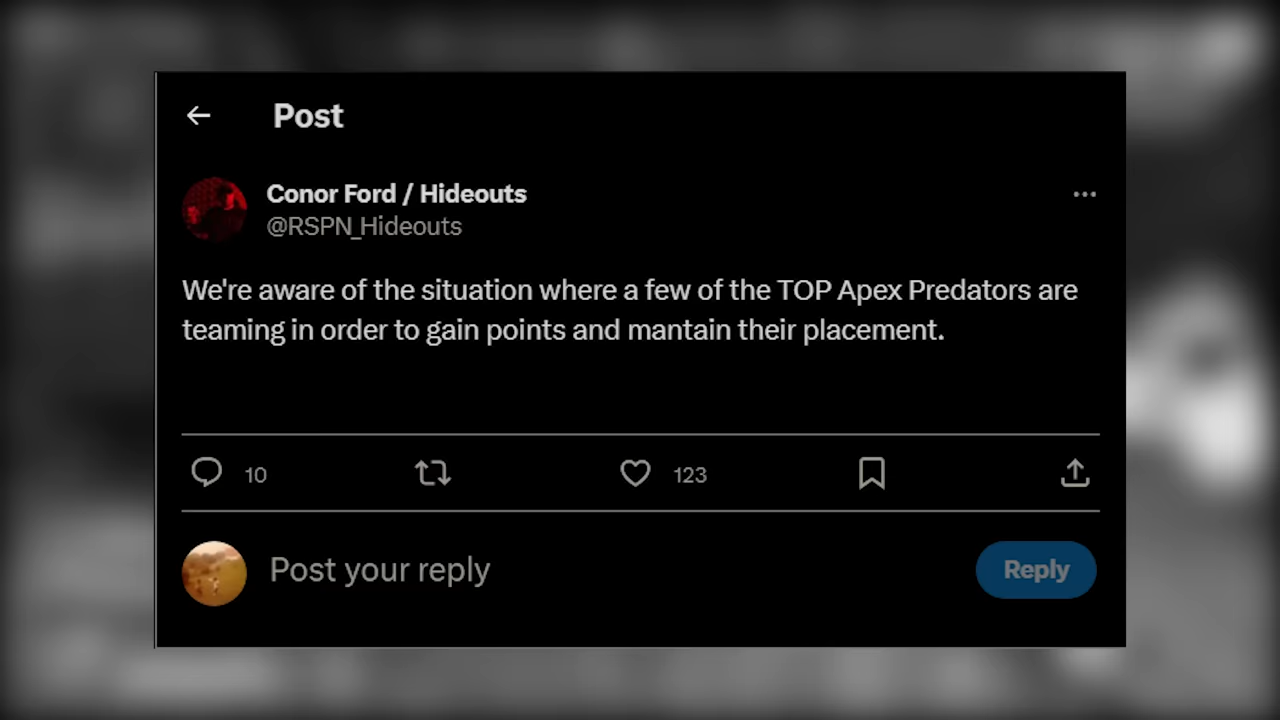 Post
Conor Ford / Hideouts
@RSPN_Hideouts
We're aware of the situation where a few of the TOP Apex Predators are
teaming in order to gain points and mantain their placement.
10
123
Post your reply
Reply